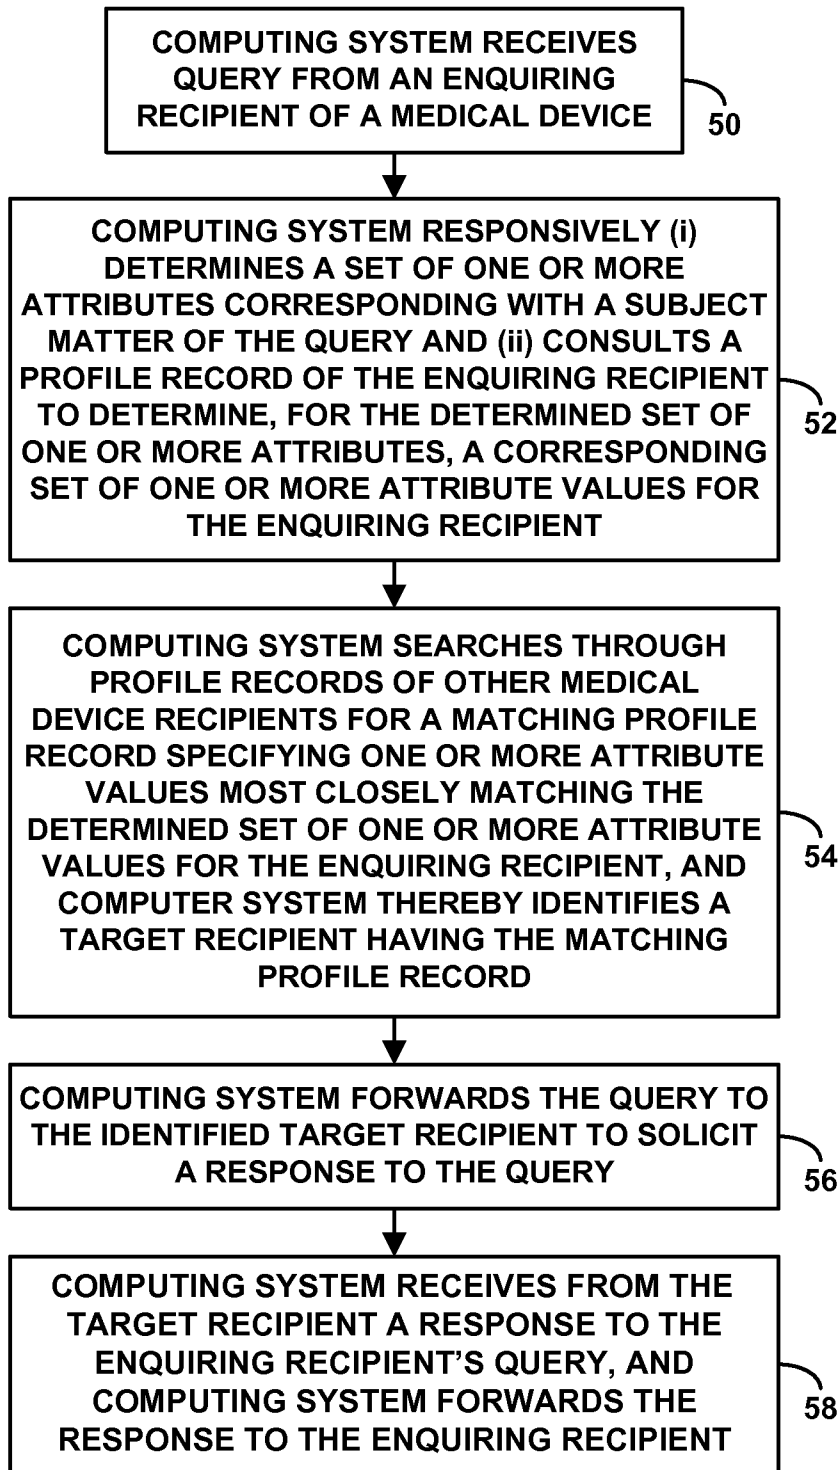 COMPUTING SYSTEM RECEIVES
QUERY FROM AN ENQUIRING
RECIPIENT OF A MEDICAL DEVICE
50
COMPUTING SYSTEM RESPONSIVELY (i)
DETERMINES A SET OF ONE OR MORE
ATTRIBUTES CORRESPONDING WITH A SUBJECT
MATTER OF THE QUERY AND (ii) CONSULTS A
PROFILE RECORD OF THE ENQUIRING RECIPIENT
TO DETERMINE, FOR THE DETERMINED SET OF
ONE OR MORE ATTRIBUTES, A CORRESPONDING
SET OF ONE OR MORE ATTRIBUTE VALUES FOR
THE ENQUIRING RECIPIENT
52
COMPUTING SYSTEM SEARCHES THROUGH
PROFILE RECORDS OF OTHER MEDICAL
DEVICE RECIPIENTS FOR A MATCHING PROFILE
RECORD SPECIFYING ONE OR MORE ATTRIBUTE
VALUES MOST CLOSELY MATCHING THE
DETERMINED SET OF ONE OR MORE ATTRIBUTE
VALUES FOR THE ENQUIRING RECIPIENT, AND
COMPUTER SYSTEM THEREBY IDENTIFIES A
TARGET RECIPIENT HAVING THE MATCHING
PROFILE RECORD
54
COMPUTING SYSTEM FORWARDS THE QUERY TO
THE IDENTIFIED TARGET RECIPIENT TO SOLICIT
A RESPONSE TO THE QUERY
56
COMPUTING SYSTEM RECEIVES FROM THE
TARGET RECIPIENT A RESPONSE TO THE
ENQUIRING RECIPIENT'S QUERY, AND
COMPUTING SYSTEM FORWARDS THE
RESPONSE TO THE ENQUIRING RECIPIENT
58